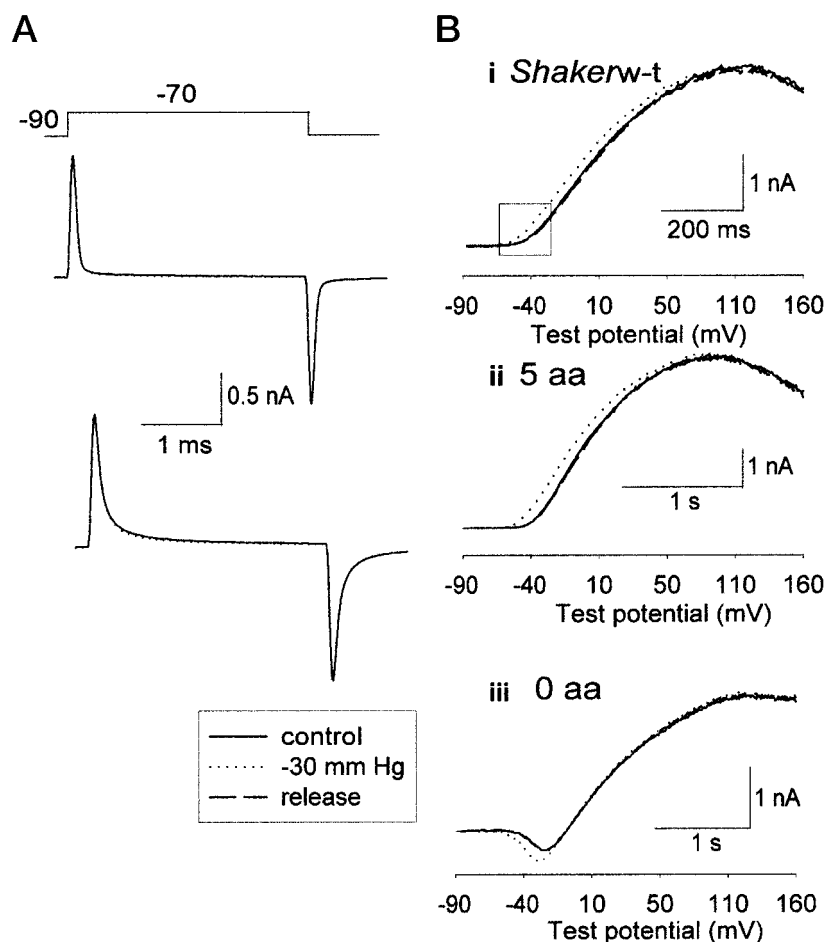 A
-90
-70
0.5 nA
1 ms
control
-30 mm Hg
release
B
i Shakerw-t
1 nA
200 ms
-90 -40 10 50 110 160
Test potential (mV)
ii 5 aa
1 nA
1 s
-90 -40 10 50 110 160
Test potential (mV)
iii 0 aa
1 nA
1 s
-90 -40 10 50 110 160
Test potential (mV)